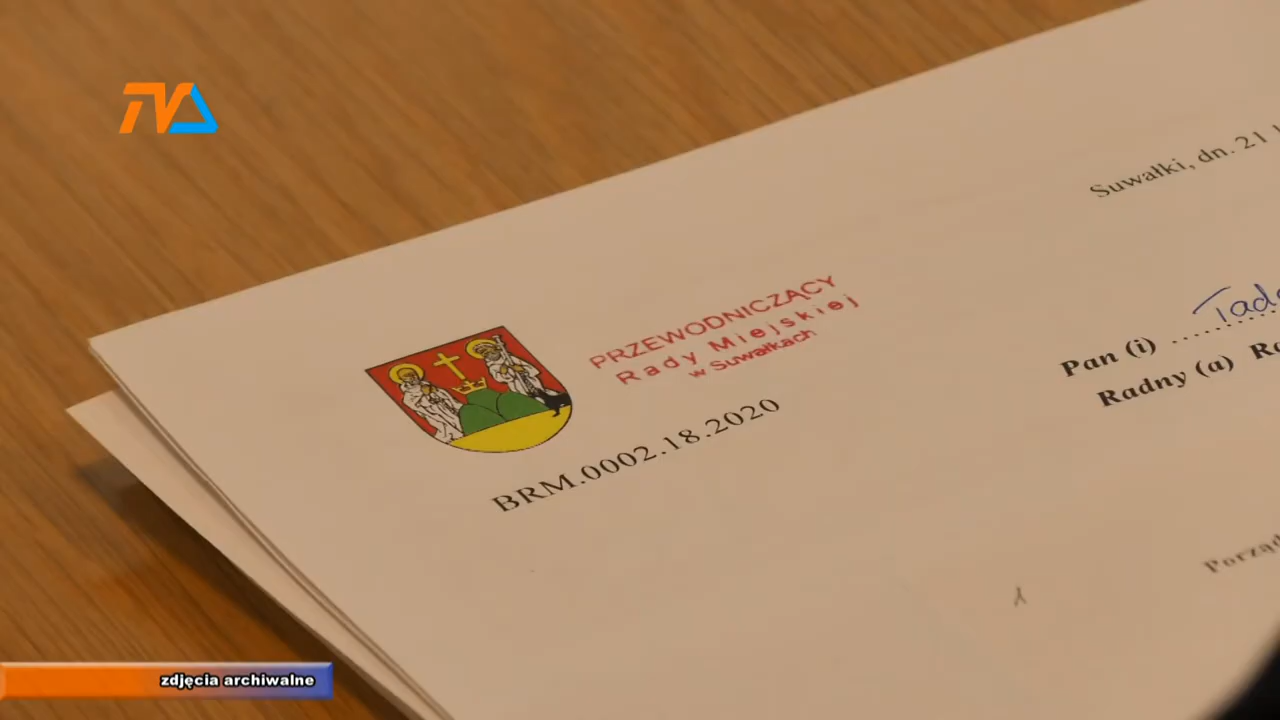 TVS
Suwałki, dn. 21
PRZEWODNICZĄCY
Rady Miejskiej
w Suwałkach
BRM.0002.18.2020
Pan (i)
Radny (a)
zdjęcia archiwalne